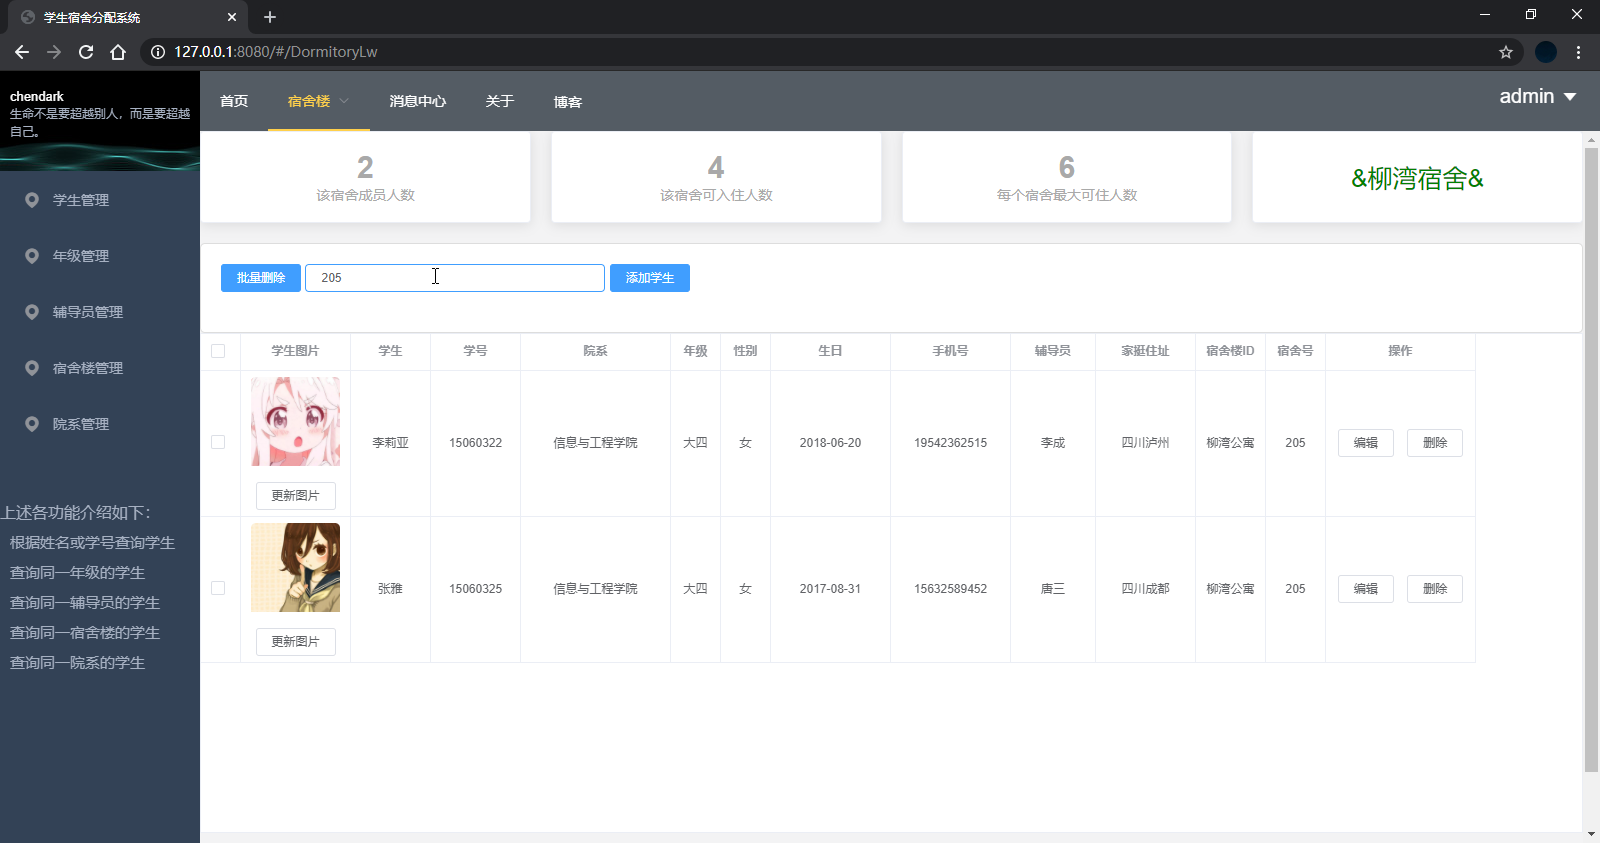 学生宿舍分配系统
127.0.0.1:8080/#/DormitoryLw
chendark
生命不是要超越别人，而是要超越
自己。
首页 宿舍楼 消息中心 关于 博客
admin
学生管理
年级管理
辅导员管理
宿舍楼管理
院系管理
上述各功能介绍如下：
根据姓名或学号查询学生
查询同一年级的学生
查询同一辅导员的学生
查询同一宿舍楼的学生
查询同一院系的学生
2
该宿舍成员人数
4
该宿舍可入住人数
6
每个宿舍最大可住人数
&柳湾宿舍&
批量删除 205 添加学生
学生图片 学生 学号 院系 年级 性别 生日 手机号 辅导员 家挺住址 宿舍楼ID 宿舍号 操作
李莉亚 15060322 信息与工程学院 大四 女 2018-06-20 19542362515 李成 四川泸州 柳湾公寓 205 编辑 删除
更新图片
张雅 15060325 信息与工程学院 大四 女 2017-08-31 15632589452 唐三 四川成都 柳湾公寓 205 编辑 删除
更新图片